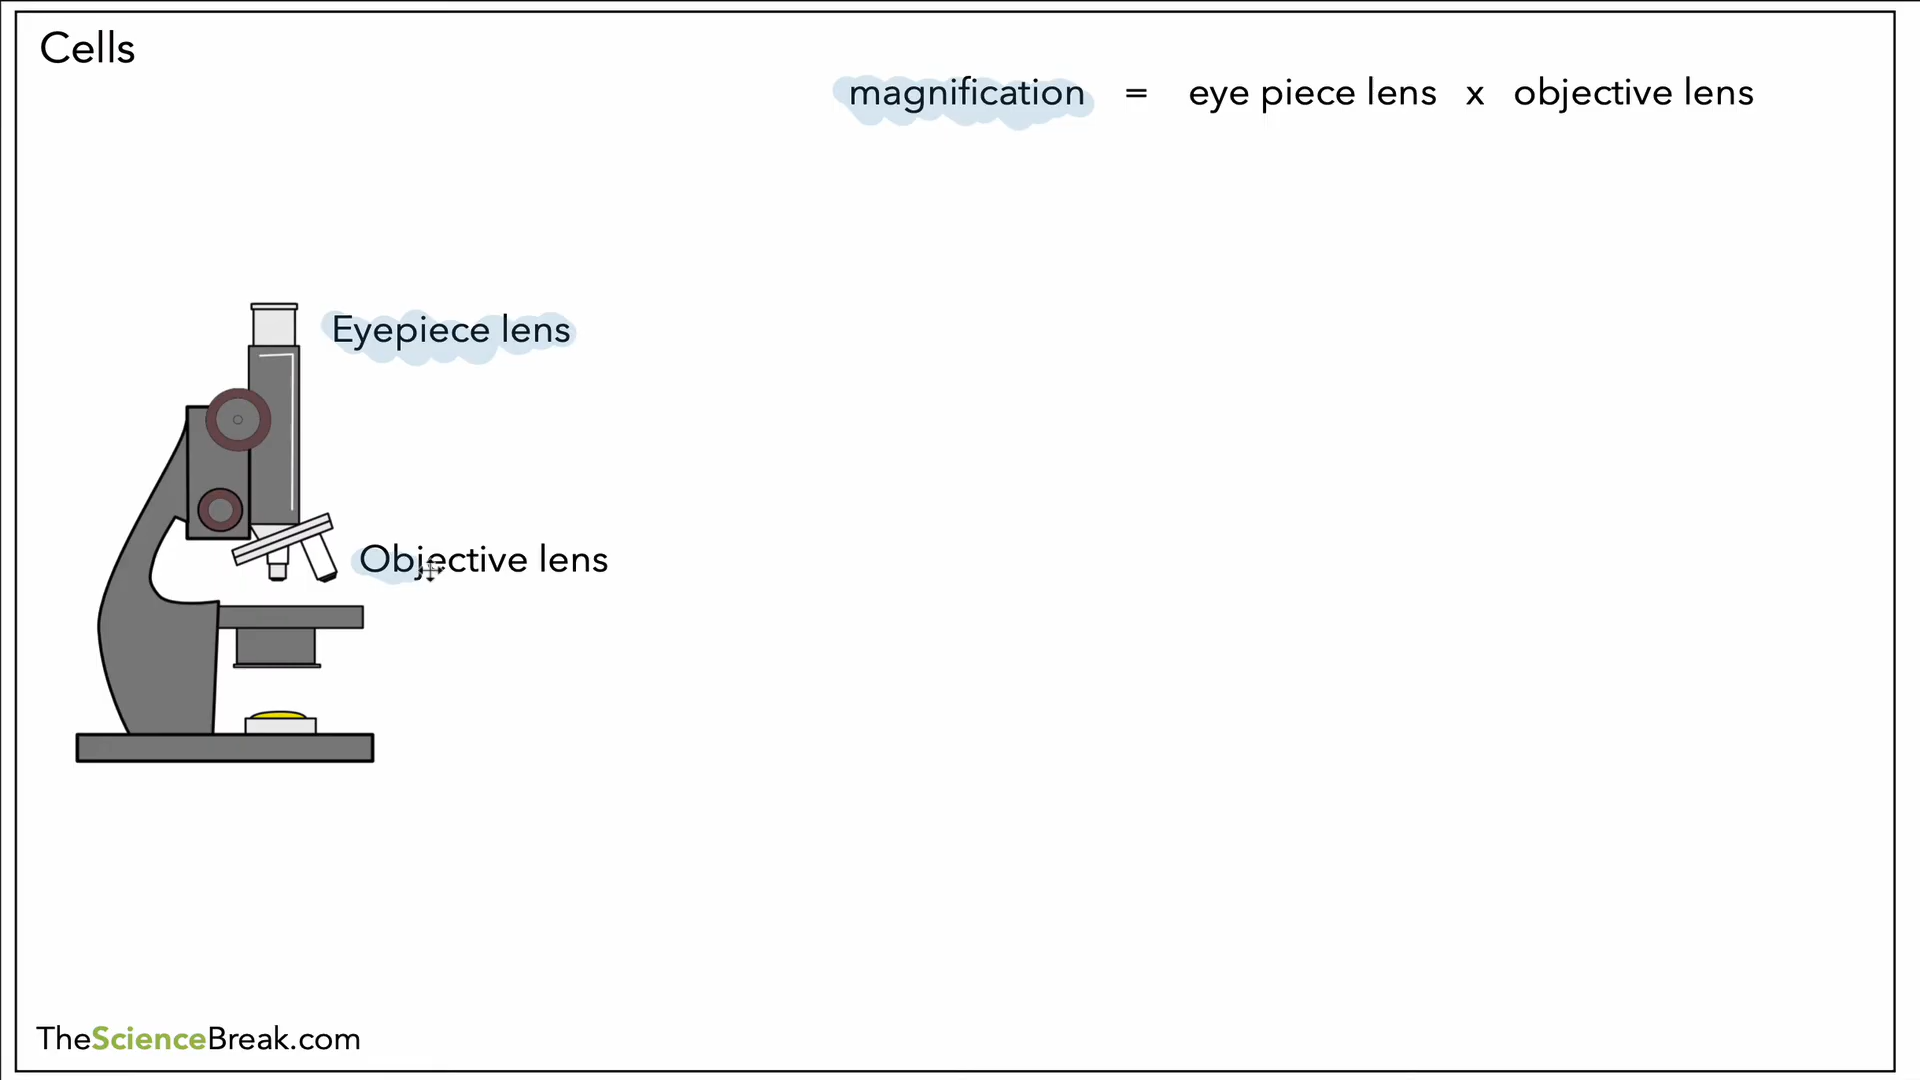 Cells
magnification = eye piece lens x objective lens
Eyepiece lens
Objective lens
TheScienceBreak.com